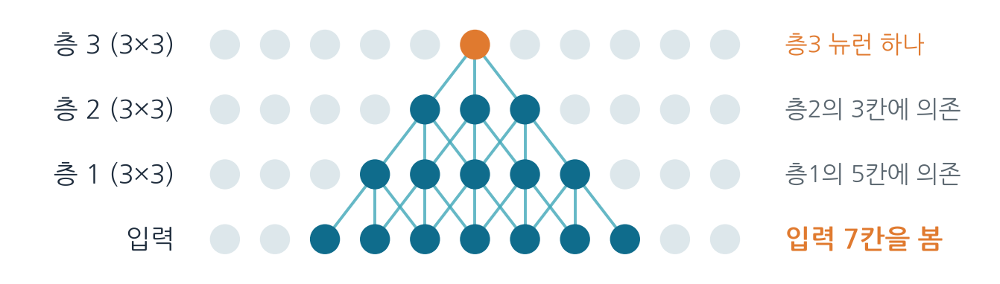 층 3 (3×3)
층3 뉴런 하나
층 2 (3×3)
층2의 3칸에 의존
층 1 (3×3)
층1의 5칸에 의존
입력
입력 7칸을 봄